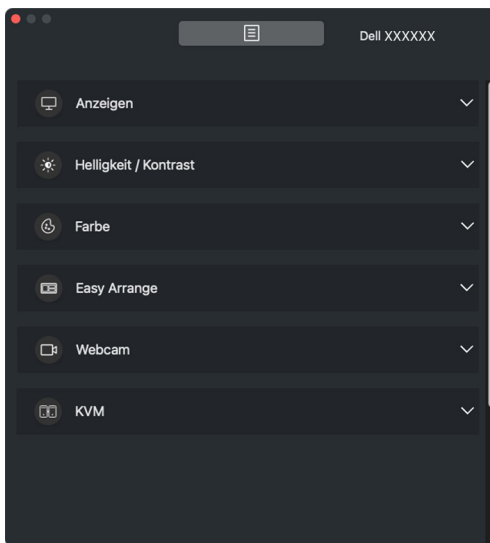 Dell XXXXXX
Anzeigen
Helligkeit / Kontrast
Farbe
Easy Arrange
Webcam
KVM